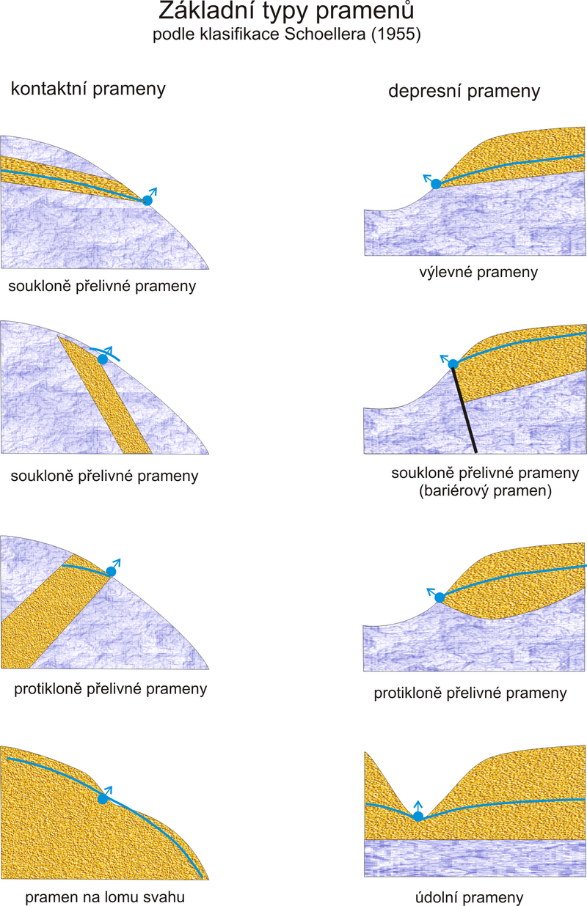 Základní typy pramenů
podle klasifikace Schoellera (1955)
kontaktní prameny
depresní prameny
soukloně přelivné prameny
výlevné prameny
soukloně přelivné prameny
soukloně přelivné prameny
(bariérový pramen)
protikloně přelivné prameny
protikloně přelivné prameny
pramen na lomu svahu
údolní prameny